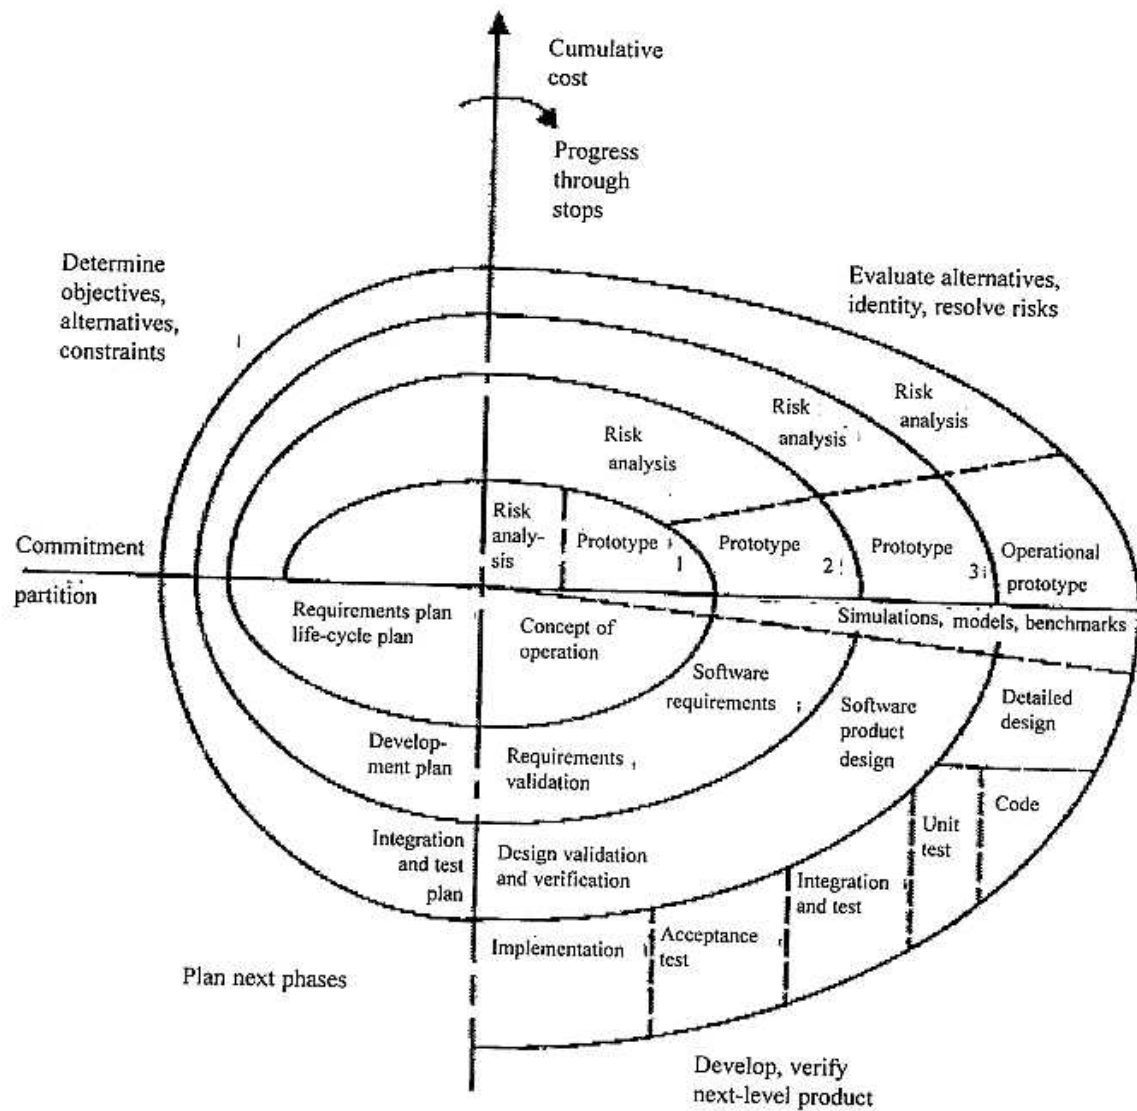 Cumulative
cost
Progress
through
stops
Determine
objectives,
alternatives,
constraints
Evaluate alternatives,
identity, resolve risks
Risk
analysis
Risk
analysis
Risk
analysis
Risk
analy-
sis
Prototype
1
Prototype
2
Prototype
3
Operational
prototype
Commitment
partition
Simulations, models, benchmarks
Requirements plan
life-cycle plan
Concept of
operation
Software
requirements
Software
product
design
Detailed
design
Develop-
ment plan
Requirements
validation
Code
Unit
test
Integration
and test
plan
Design validation
and verification
Integration
and test
Acceptance
test
Implementation
Plan next phases
Develop, verify
next-level product